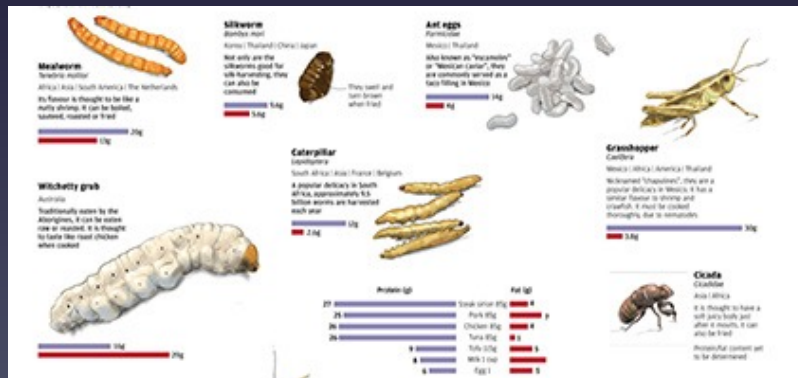 Mealworm
Tenebrio molitor
Africa | Asia | South America | The Netherlands
Its flavour is thought to be like a
nutty shrimp. It can be boiled,
sauteed, roasted or fried
20g
13g
Silkworm
Bombyx mori
Korea | Thailand | China | Japan
Not only are the
silkworms good for
silk-harvesting, they
can also be
consumed
9.6g
5.6g
They swell and
turn brown
when fried
Ant eggs
Formicidae
Mexico | Thailand
Also known as "escamoles"
or "Mexican caviar", they
are commonly served as a
taco filling in Mexico
14g
4g
Grasshopper
Caelifera
Mexico | Africa | America | Thailand
Nicknamed "chapulines", they are a
popular delicacy in Mexico. It has a
similar flavour to shrimp and
crawfish. It must be cooked
thoroughly, due to nematodes
30g
3.8g
Witchetty grub
Australia
Traditionally eaten by the
Aborigines, it can be eaten
raw or roasted. It is thought
to taste like roast chicken
when cooked
20g
Caterpillar
Lepidoptera
South Africa | Asia | France | Belgium
A popular delicacy in South
Africa, approximately 9.5
billion worms are harvested
each year
12g
2.6g
Protein (g) Fat (g)
27 Steak sirloin 85g 4
25 Pork 85g 7
26 Chicken 85g 4
26 Tuna 85g 1
9 Tofu 115g 5
8 Milk 1 cup
6 Egg 1 5
Cicada
Cicadidae
Asia | Africa
It is thought to have a
soft juicy body just
after it moults. It can
also be fried
Protein/fat content yet
to be determined